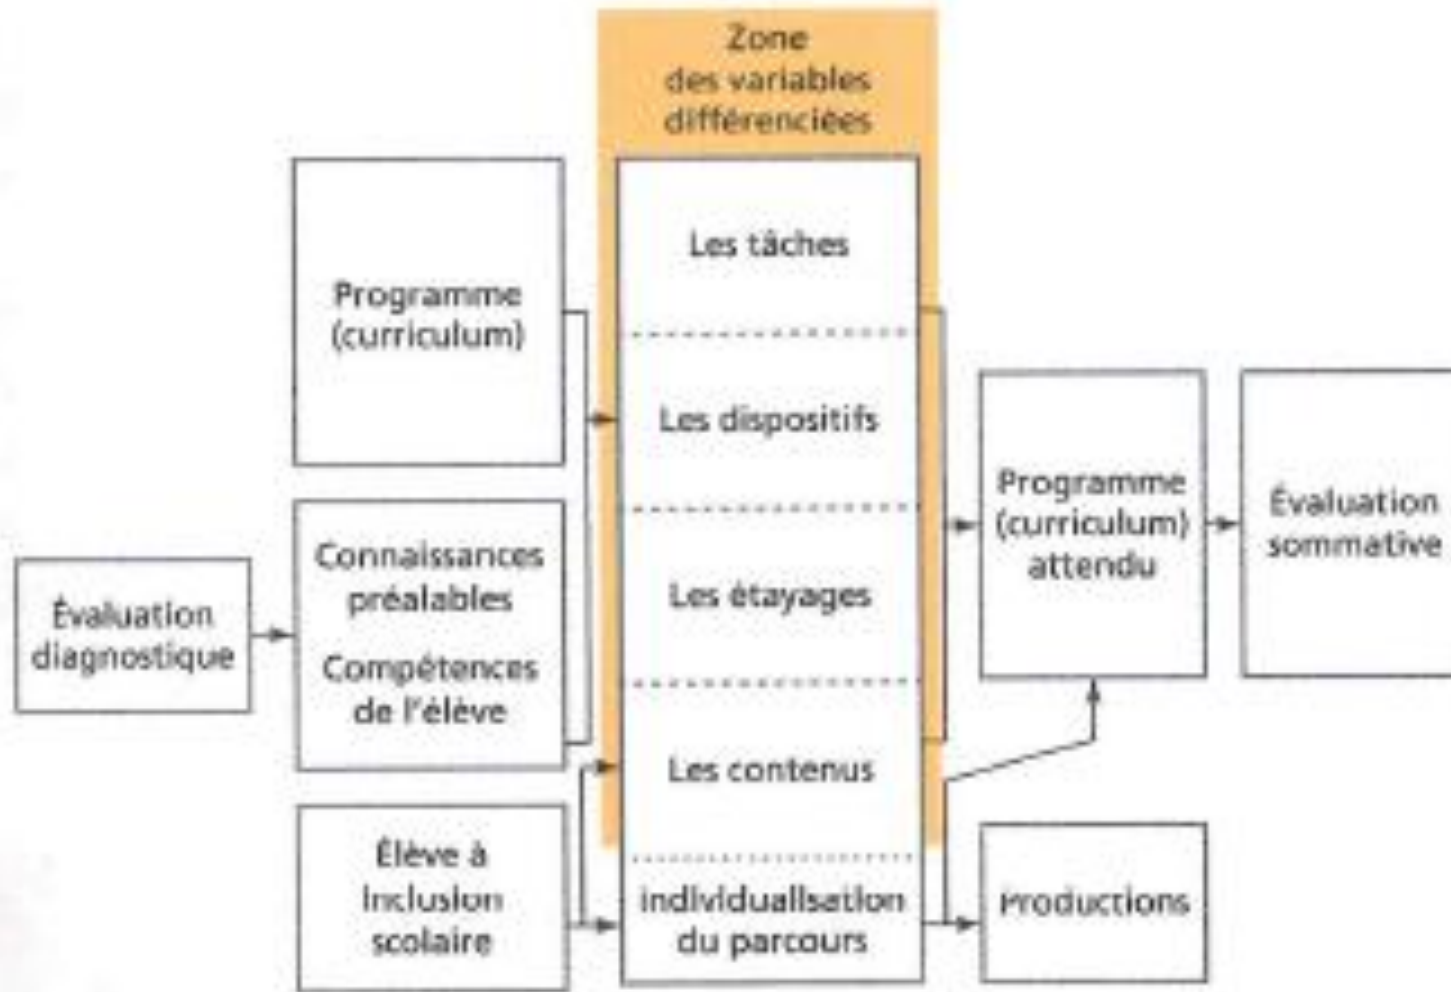 Zone
des variables
différenciées
Programme
(curriculum)
Les tâches
Les dispositifs
Les étayages
Les contenus
Individualisation
du parcours
Évaluation
diagnostique
Connaissances
préalables
Compétences
de l'élève
Élève à
inclusion
scolaire
Programme
(curriculum)
attendu
Évaluation
sommative
Productions